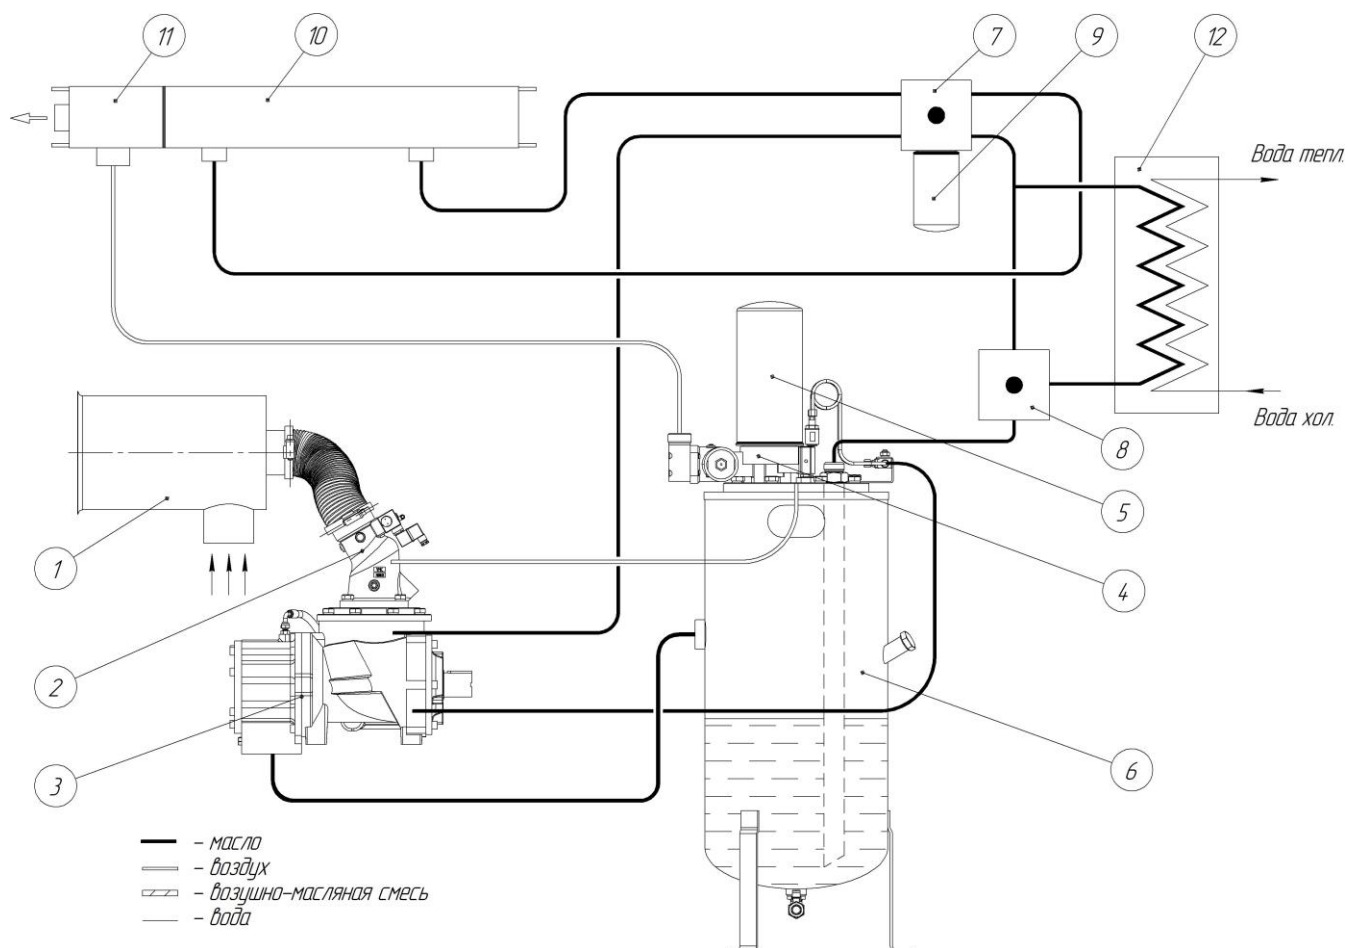 11
10
7
9
12
Вода тепл.
Вода хол.
8
5
1
4
2
3
6
– масло
– воздух
– возушно-масляная смесь
– вода